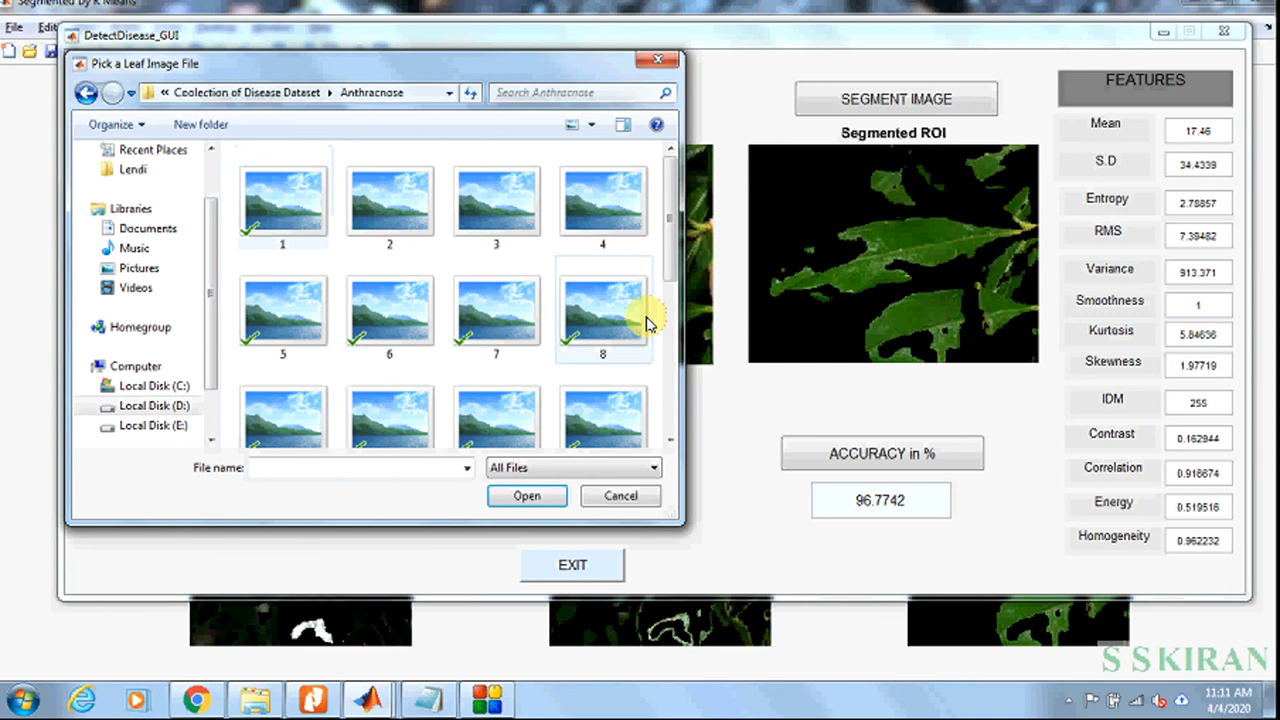 Segmented by K Means
File Edit
DetectDisease_GUI
Pick a Leaf Image File
« Coolection of Disease Dataset Anthracnose
Search Anthracnose
Organize New folder
Recent Places
Lendi
Libraries
Documents
Music
Pictures
Videos
Homegroup
Computer
Local Disk (C:)
Local Disk (D:)
Local Disk (E:)
1 2 3 4
5 6 7 8
File name: All Files
Open Cancel
SEGMENT IMAGE
Segmented ROI
ACCURACY in %
96.7742
EXIT
FEATURES
Mean 17.46
S.D 34.4339
Entropy 2.78857
RMS 7.39482
Variance 913.371
Smoothness 1
Kurtosis 5.84636
Skewness 1.97719
IDM 255
Contrast 0.162944
Correlation 0.916674
Energy 0.519516
Homogeneity 0.962232
S S KIRAN
11:11 AM
4/4/2020